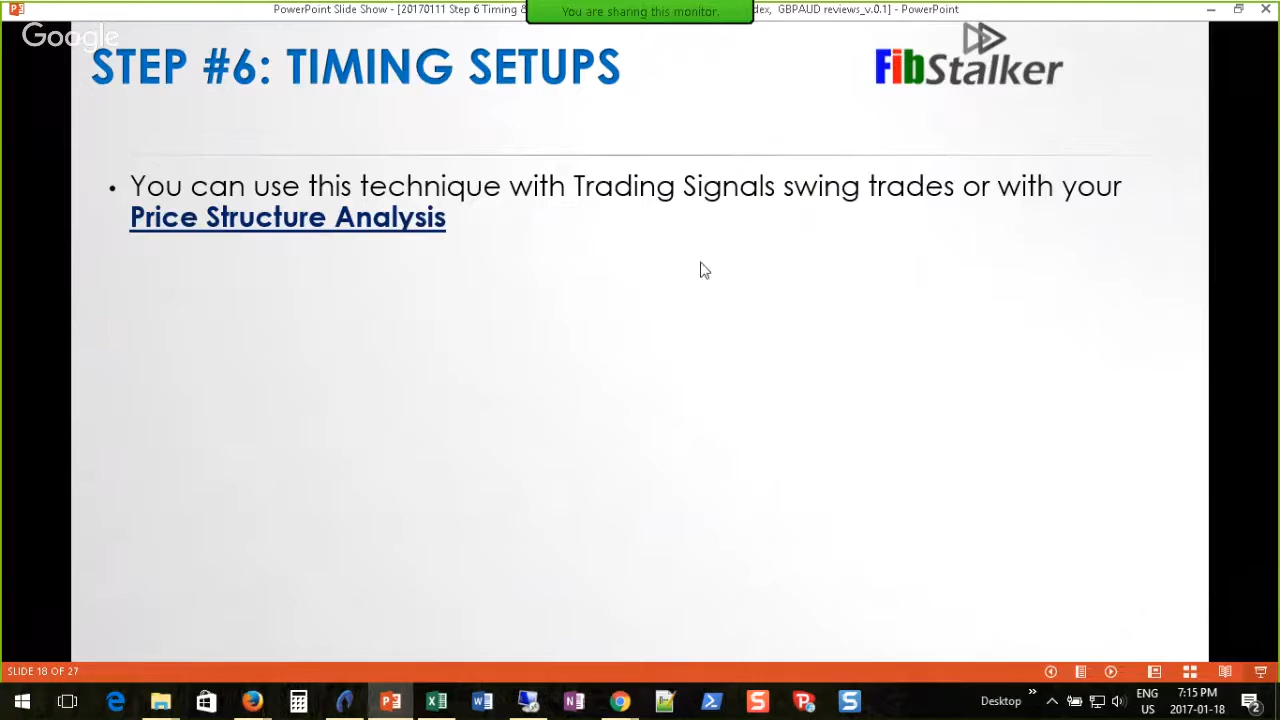 PowerPoint Slide Show - [20170111 Step 6 Timing &
You are sharing this monitor.
dex, GBPAUD reviews_v.0.1] - PowerPoint
Google
STEP #6: TIMING SETUPS
FibStalker
• You can use this technique with Trading Signals swing trades or with your
Price Structure Analysis
SLIDE 18 OF 27
Desktop
ENG
US
7:15 PM
2017-01-18
2